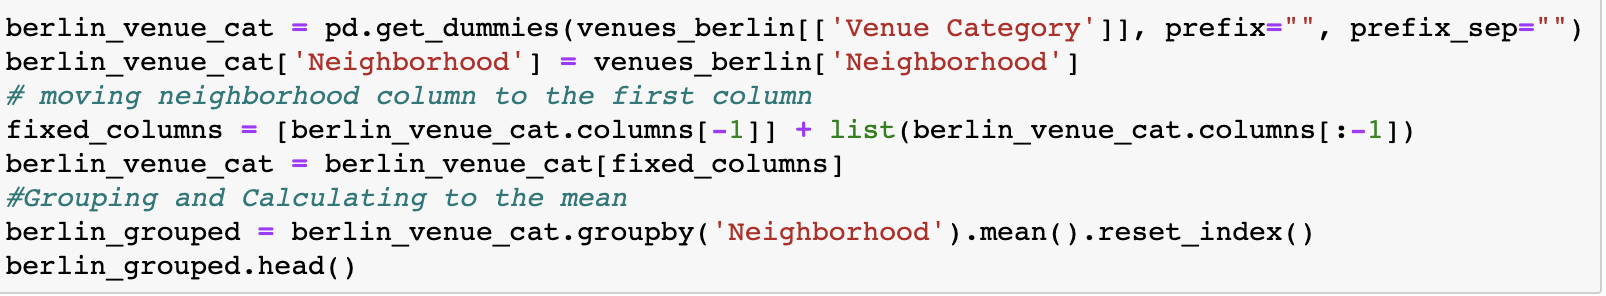 berlin_venue_cat = pd.get_dummies(venues_berlin[['Venue Category']], prefix="", prefix_sep="")
berlin_venue_cat['Neighborhood'] = venues_berlin['Neighborhood']
# moving neighborhood column to the first column
fixed_columns = [berlin_venue_cat.columns[-1]] + list(berlin_venue_cat.columns[:-1])
berlin_venue_cat = berlin_venue_cat[fixed_columns]
#Grouping and Calculating to the mean
berlin_grouped = berlin_venue_cat.groupby('Neighborhood').mean().reset_index()
berlin_grouped.head()